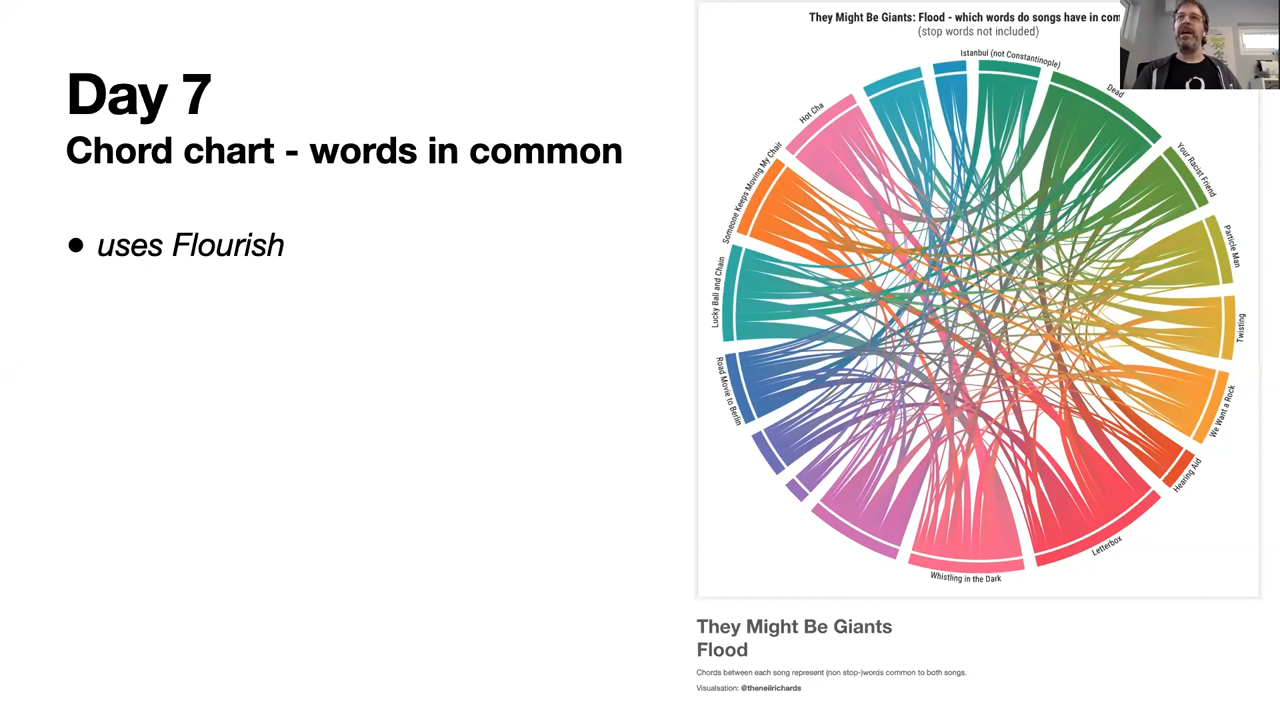 Day 7
Chord chart - words in common
• uses Flourish
They Might Be Giants: Flood - which words do songs have in com
(stop words not included)
Istanbul (not Constantinople)
Dead
Your Racist Friend
Particle Man
Twisting
We Want a Rock
Hearing Aid
Letterbox
Whistling in the Dark
Road Movie to Berlin
Lucky Ball and Chain
Someone Keeps Moving My Chair
Hot Cha
They Might Be Giants
Flood
Chords between each song represent (non stop-)words common to both songs.
Visualsation: @theneilrichards